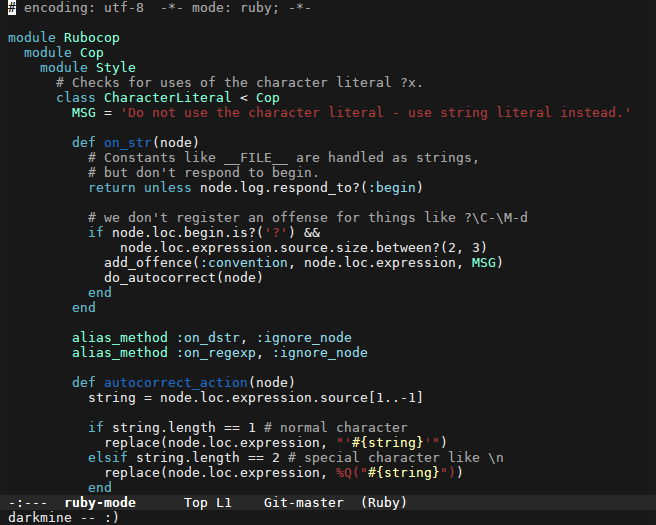 # encoding: utf-8  -*- mode: ruby; -*-
module Rubocop
  module Cop
    module Style
      # Checks for uses of the character literal ?x.
      class CharacterLiteral < Cop
        MSG = 'Do not use the character literal - use string literal instead.'
        def on_str(node)
          # Constants like __FILE__ are handled as strings,
          # but don't respond to begin.
          return unless node.log.respond_to?(:begin)
          # we don't register an offense for things like ?\C-\M-d
          if node.loc.begin.is?('?') &&
              node.loc.expression.source.size.between?(2, 3)
            add_offence(:convention, node.loc.expression, MSG)
            do_autocorrect(node)
          end
        end
        alias_method :on_dstr, :ignore_node
        alias_method :on_regexp, :ignore_node
        def autocorrect_action(node)
          string = node.loc.expression.source[1..-1]
          if string.length == 1 # normal character
            replace(node.loc.expression, "'#{string}'")
          elsif string.length == 2 # special character like \n
            replace(node.loc.expression, %Q("#{string}"))
          end
-:---  ruby-mode      Top L1    Git-master  (Ruby)
darkmine -- :)